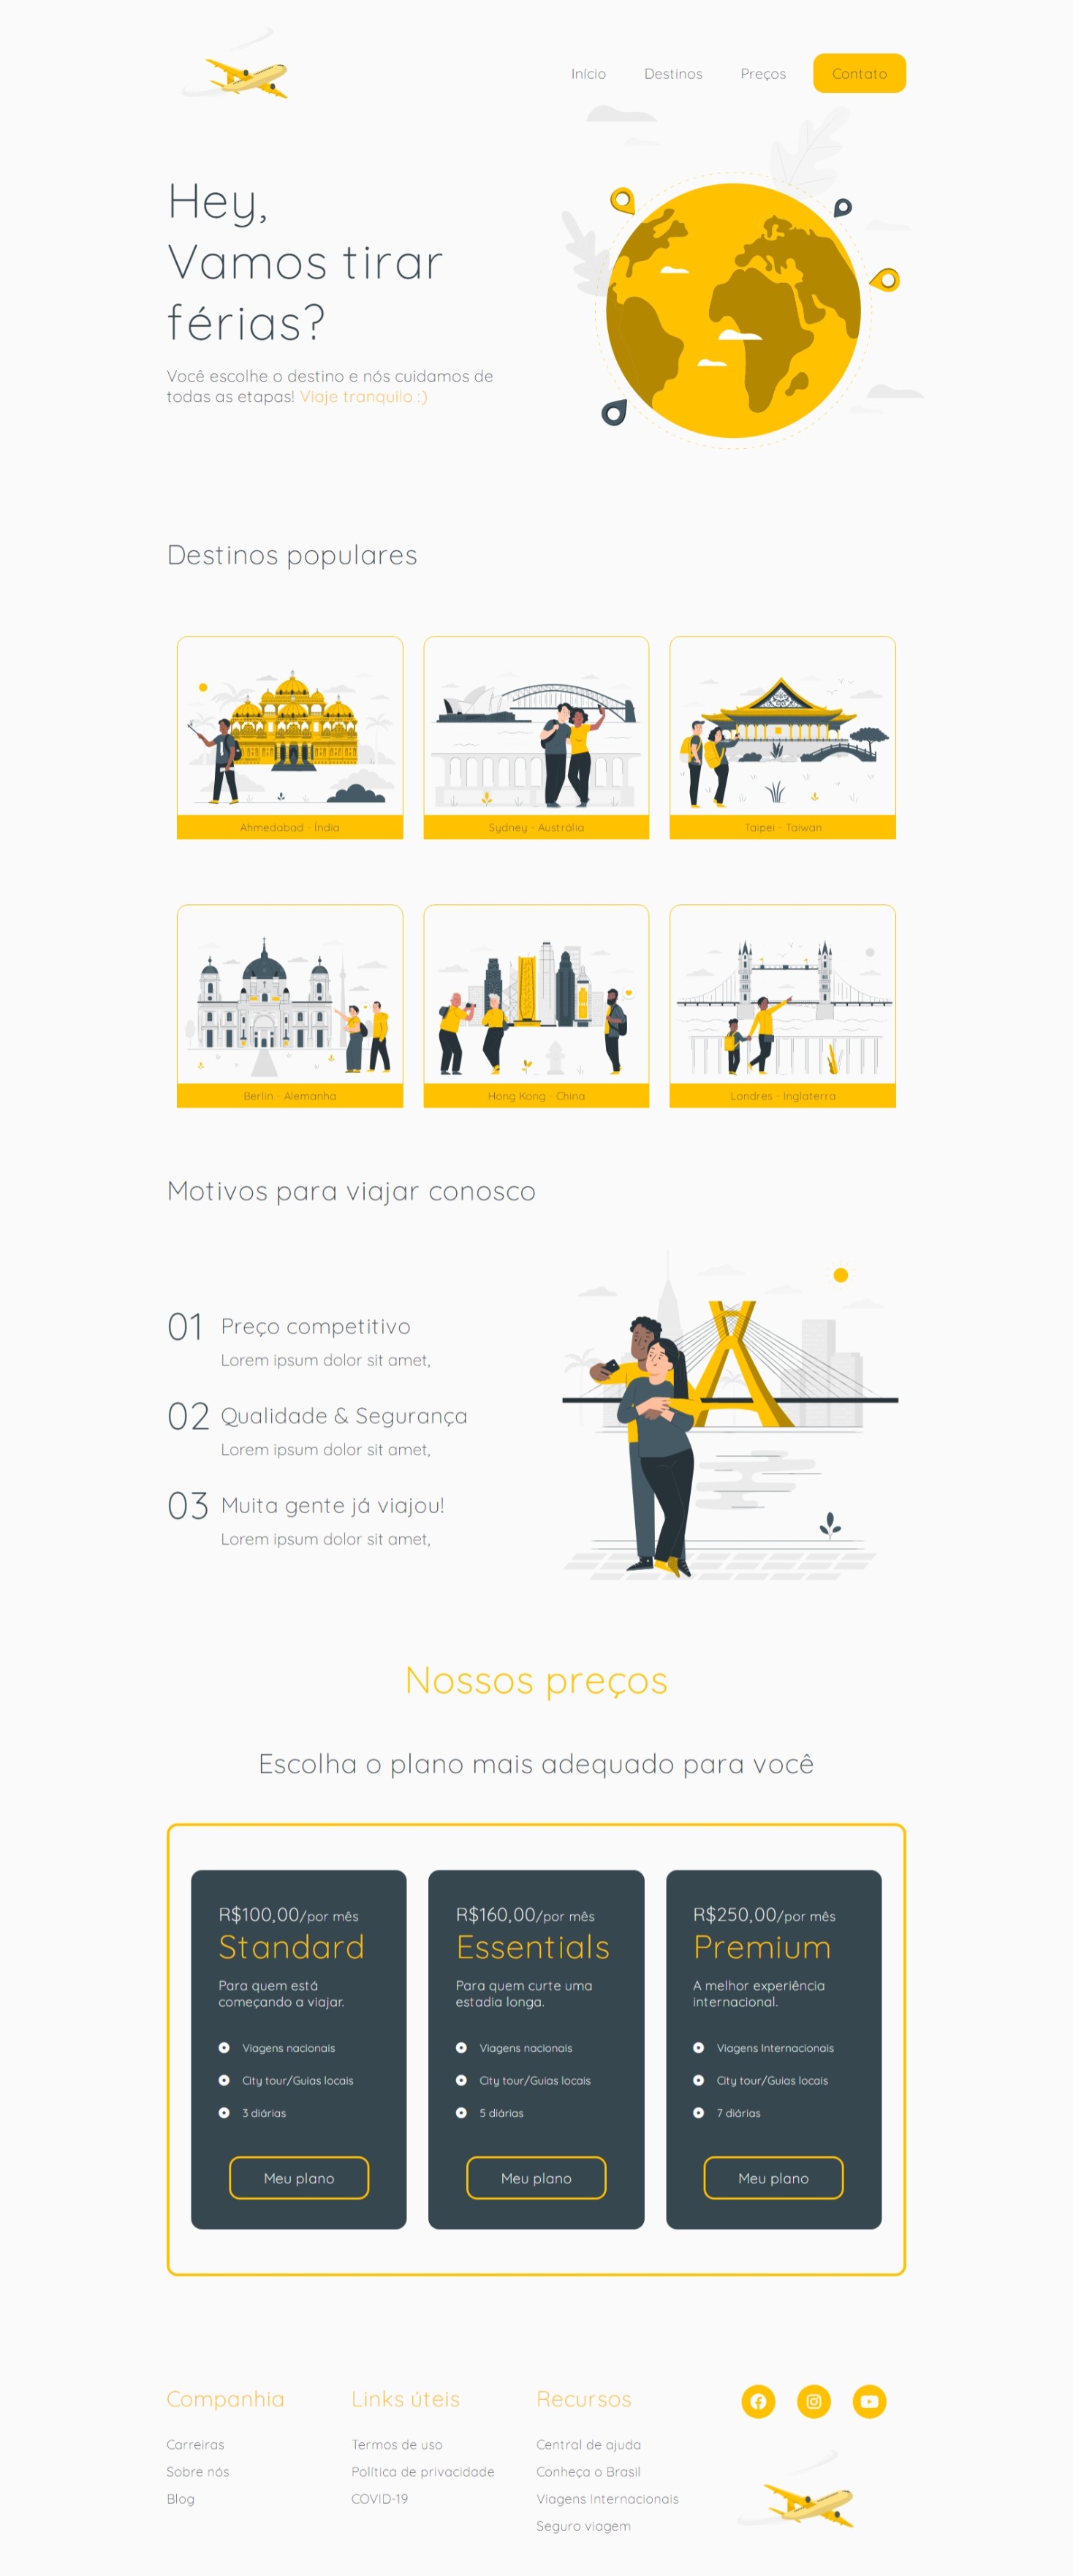 Início
Destinos
Preços
Contato
Hey,
Vamos tirar
férias?
Você escolhe o destino e nós cuidamos de
todas as etapas! Viaje tranquilo :)
Destinos populares
Ahmedabad - Índia
Sydney - Austrália
Taipei - Taiwan
Berlin - Alemanha
Hong Kong - China
Londres - Inglaterra
Motivos para viajar conosco
01 Preço competitivo
Lorem ipsum dolor sit amet,
02 Qualidade & Segurança
Lorem ipsum dolor sit amet,
03 Muita gente já viajou!
Lorem ipsum dolor sit amet,
Nossos preços
Escolha o plano mais adequado para você
R$100,00/por mês
Standard
Para quem está
começando a viajar.
Viagens nacionais
City tour/Guias locais
3 diárias
Meu plano
R$160,00/por mês
Essentials
Para quem curte uma
estadia longa.
Viagens nacionais
City tour/Guias locais
5 diárias
Meu plano
R$250,00/por mês
Premium
A melhor experiência
internacional.
Viagens Internacionais
City tour/Guias locais
7 diárias
Meu plano
Companhia
Carreiras
Sobre nós
Blog
Links úteis
Termos de uso
Política de privacidade
COVID-19
Recursos
Central de ajuda
Conheça o Brasil
Viagens Internacionais
Seguro viagem